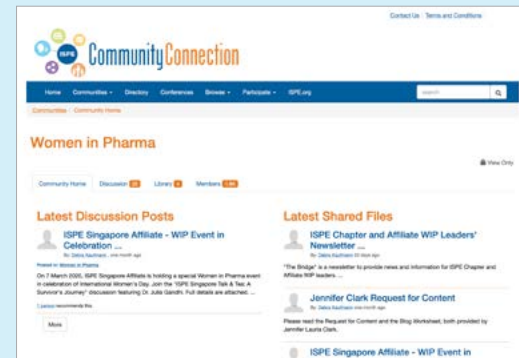 Contact Us Terms and Conditions
ISPE
CommunityConnection
Home Communities Directory Conferences Browse Participate ISPE.org search
Communities / Community Home
Women in Pharma
View Only
Community Home Discussion Library Members
Latest Discussion Posts
ISPE Singapore Affiliate - WIP Event in
Celebration ...
By: Debra Kaufmann, one month ago
Posted in: Women in Pharma
On 7 March 2020, ISPE Singapore Affiliate is holding a special Women in Pharma event
in celebration of International Women's Day. Join the "ISPE Singapore Talk & Tea: A
Survivor's Journey" discussion featuring Dr. Julia Gandhi. Full details are attached. ...
1 person recommends this.
More
Latest Shared Files
ISPE Chapter and Affiliate WIP Leaders'
Newsletter ...
By: Debra Kaufmann 22 days ago
"The Bridge" is a newsletter to provide news and information for ISPE Chapter and
Affiliate WIP leaders. ...
Jennifer Clark Request for Content
By: Debra Kaufmann one month ago
Please read the Request for Content and the Blog Worksheet, both provided by
Jennifer Lauria Clark.
ISPE Singapore Affiliate - WIP Event in